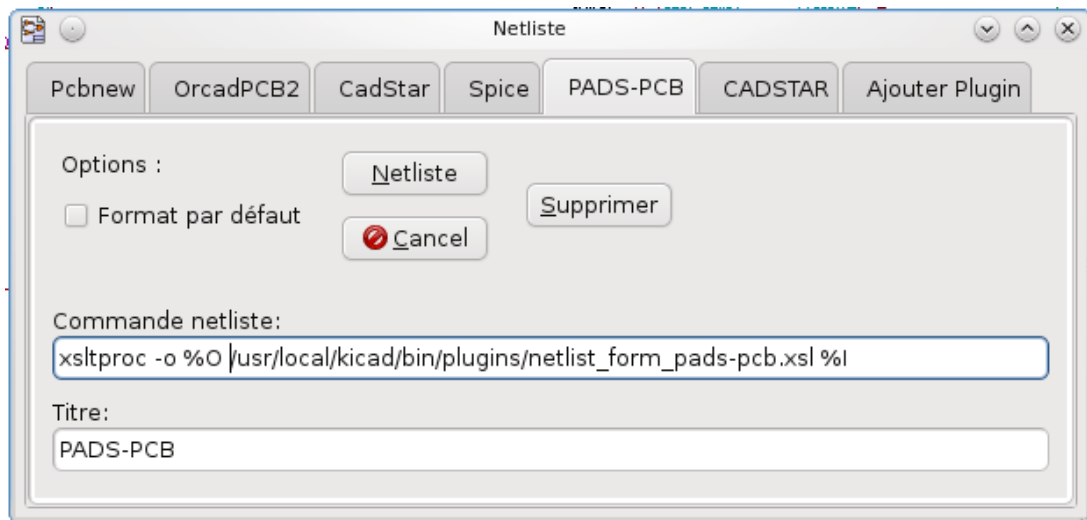 Netliste
Pcbnew OrcadPCB2 CadStar Spice PADS-PCB CADSTAR Ajouter Plugin
Options :
Netliste
Supprimer
Format par défaut
Cancel
Commande netliste:
xsltproc -o %O /usr/local/kicad/bin/plugins/netlist_form_pads-pcb.xsl %I
Titre:
PADS-PCB